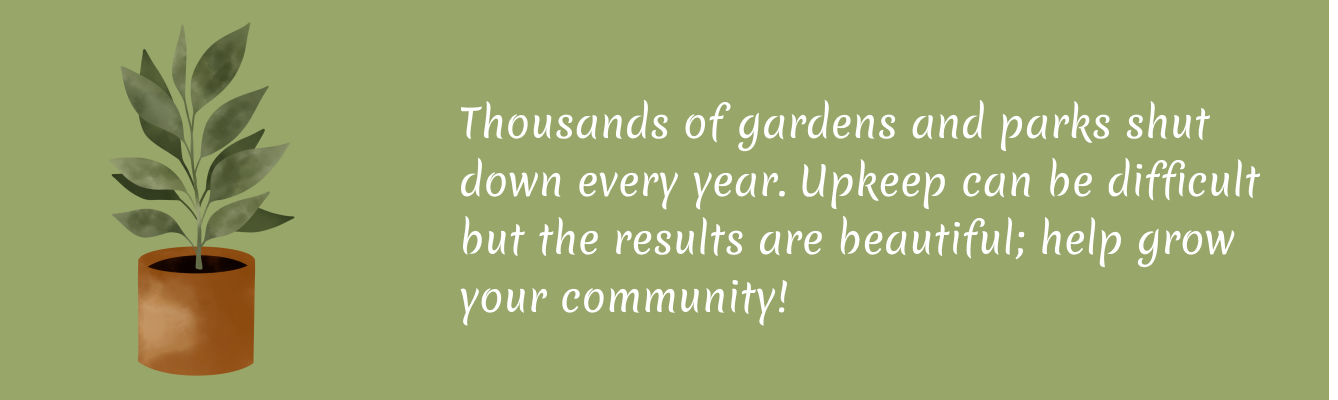 Thousands of gardens and parks shut
down every year. Upkeep can be difficult
but the results are beautiful; help grow
your community!